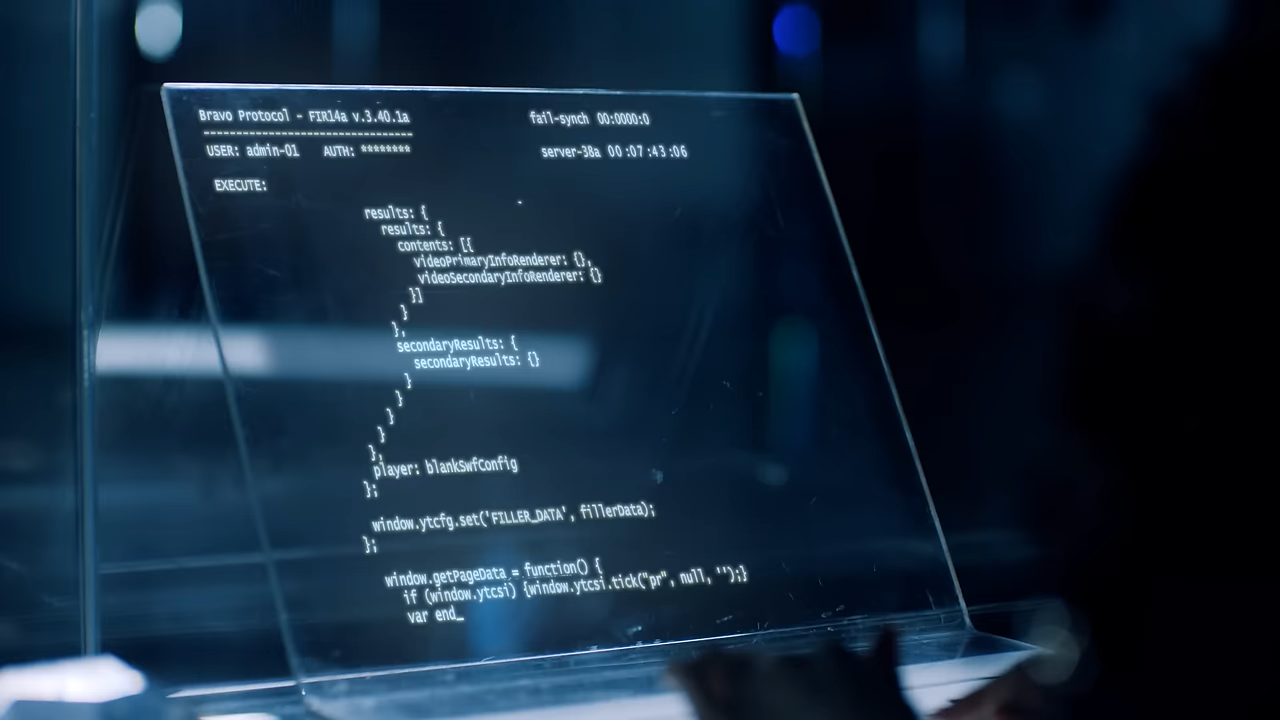 Bravo Protocol - FIR14a v.3.40.1a
fail-synch 00:0000:0
------------------------------
USER: admin-01 AUTH: ********
server-38a 00:07:43:06
EXECUTE:
results: {
results: {
contents: [{
videoPrimaryInfoRenderer: {},
videoSecondaryInfoRenderer: {}
}]
}
},
secondaryResults: {
secondaryResults: {}
}
}
}
}
},
player: blankSwfConfig
};
window.ytcfg.set('FILLER_DATA', fillerData);
};
window.getPageData = function() {
if (window.ytcsi) {window.ytcsi.tick("pr", null, '');}
var end_